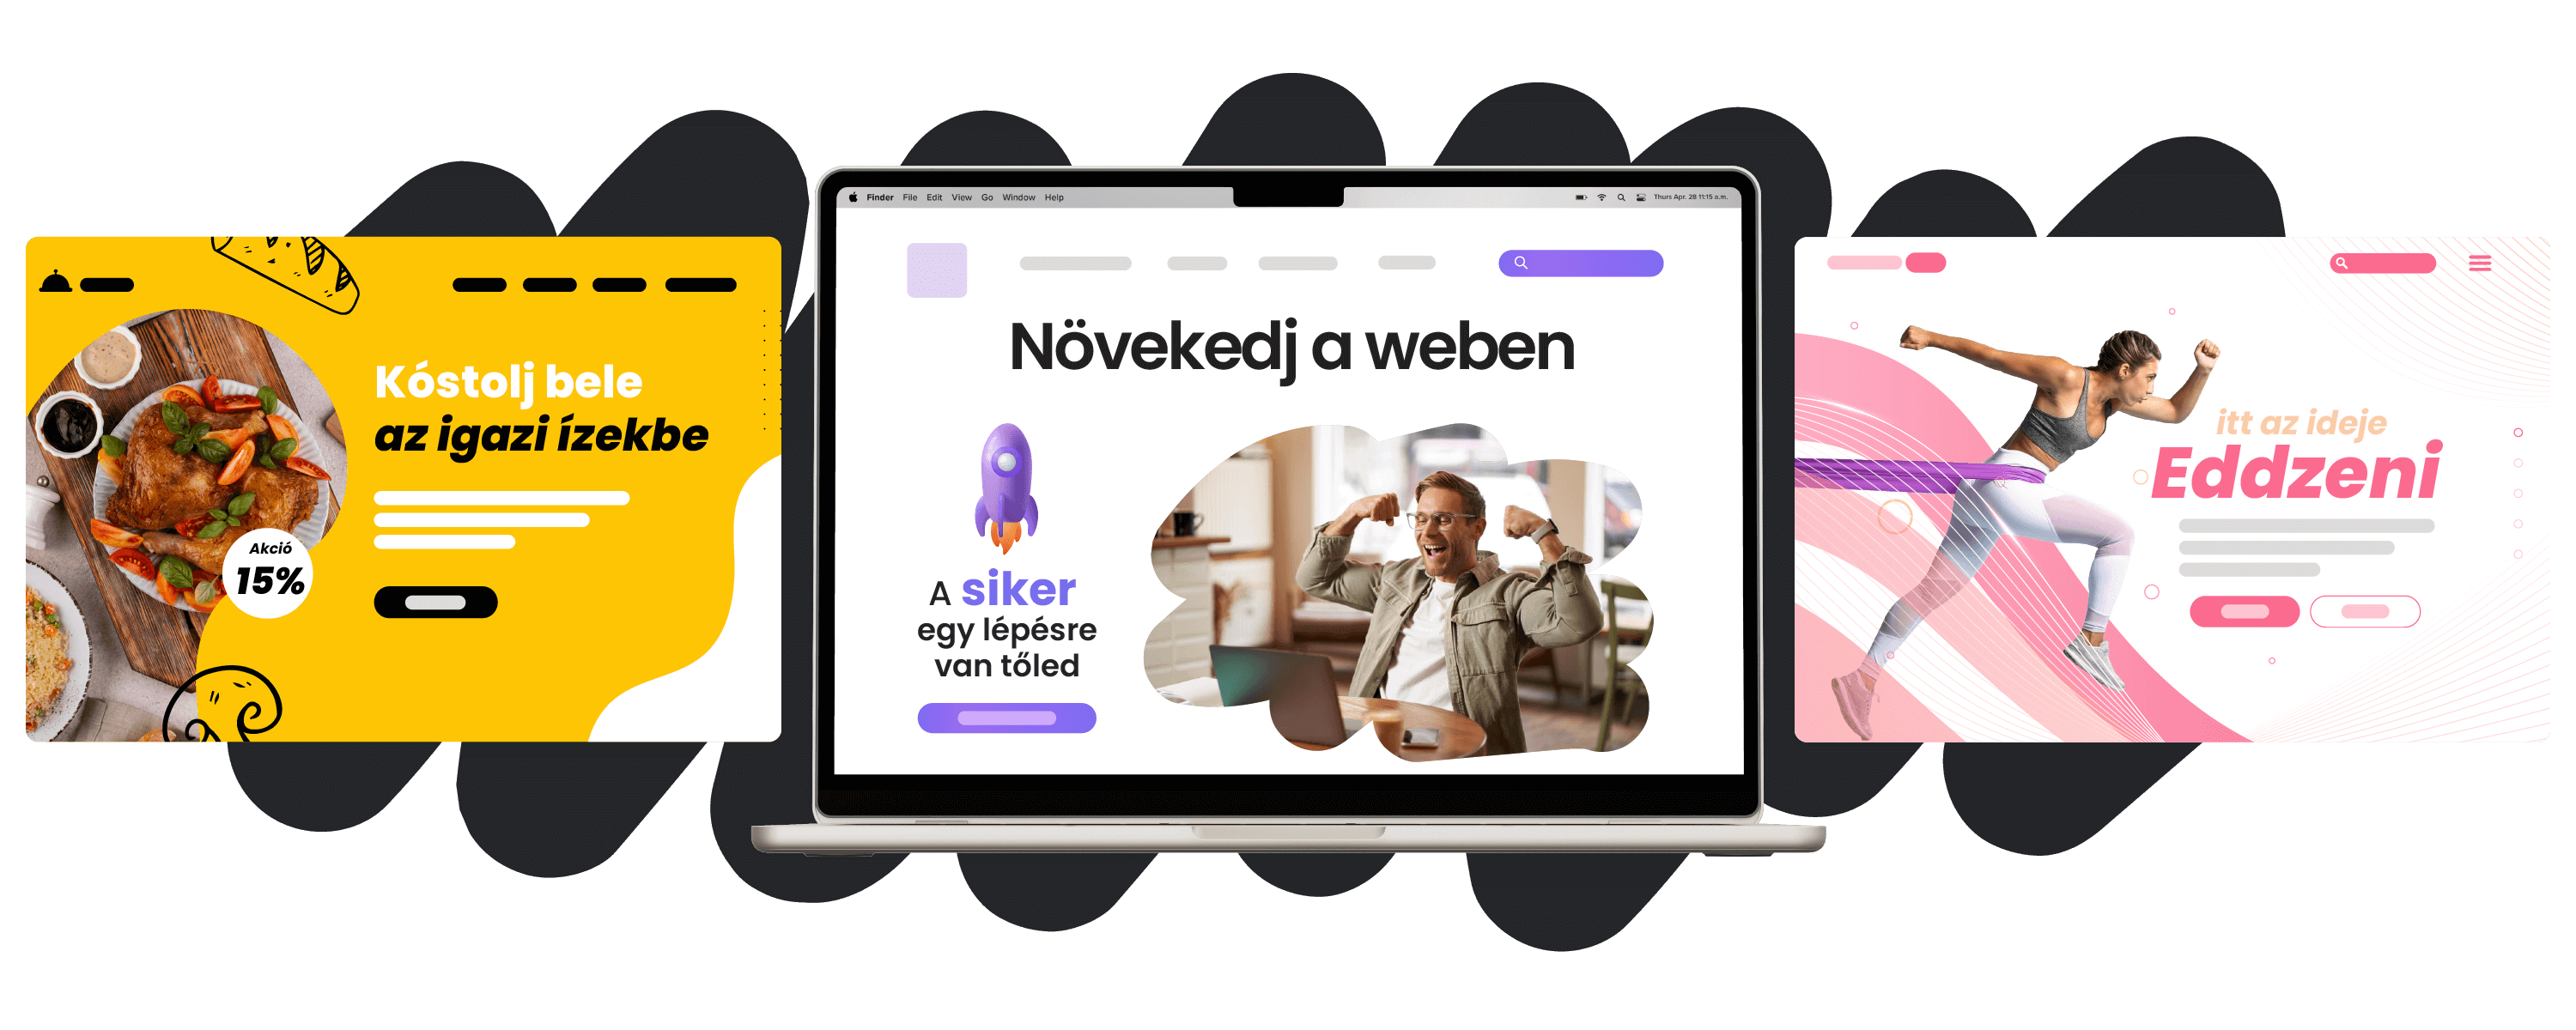 Kóstolj bele
az igazi ízekbe
Akció
15%
Finder File Edit View Go Window Help
Thurs Apr. 28 11:15 a.m.
Növekedj a weben
A siker
egy lépésre
van tőled
itt az ideje
Eddzeni